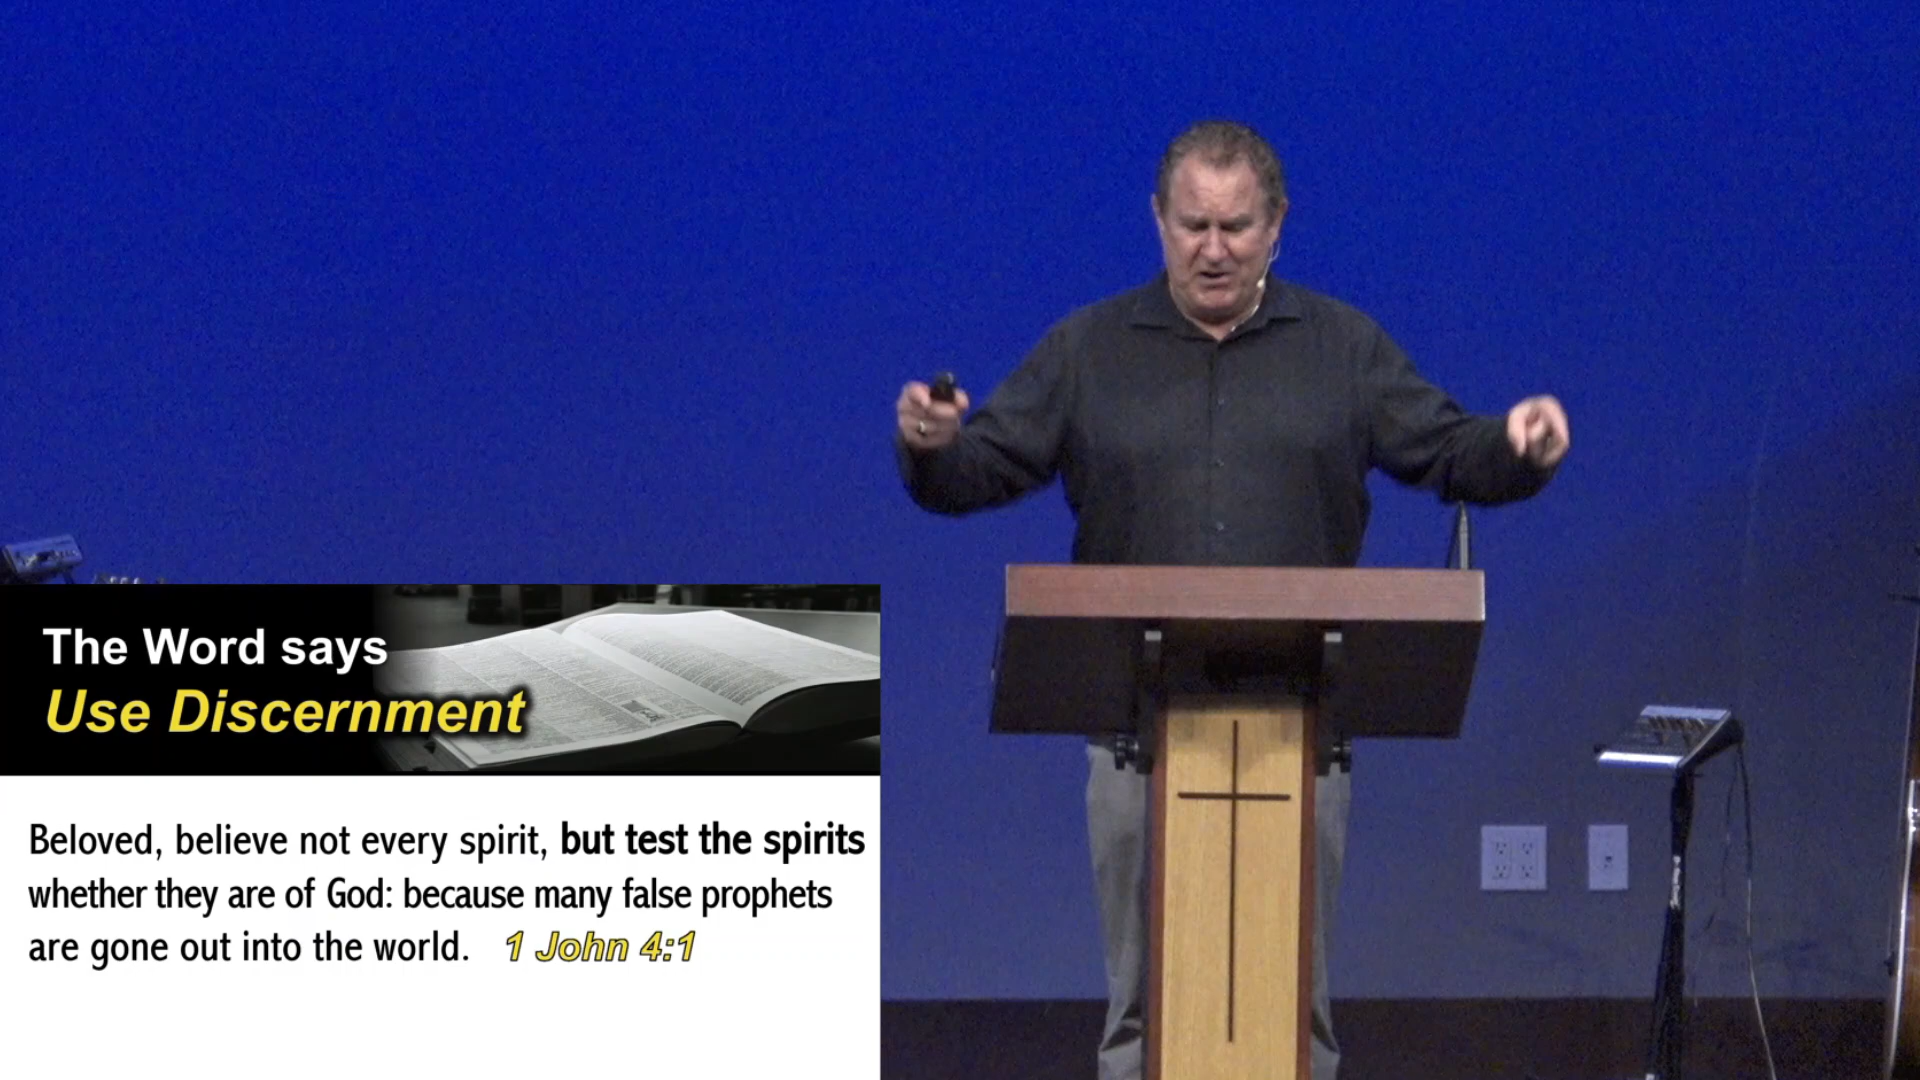 The Word says
Use Discernment
Beloved, believe not every spirit, but test the spirits
whether they are of God: because many false prophets
are gone out into the world. 1 John 4:1